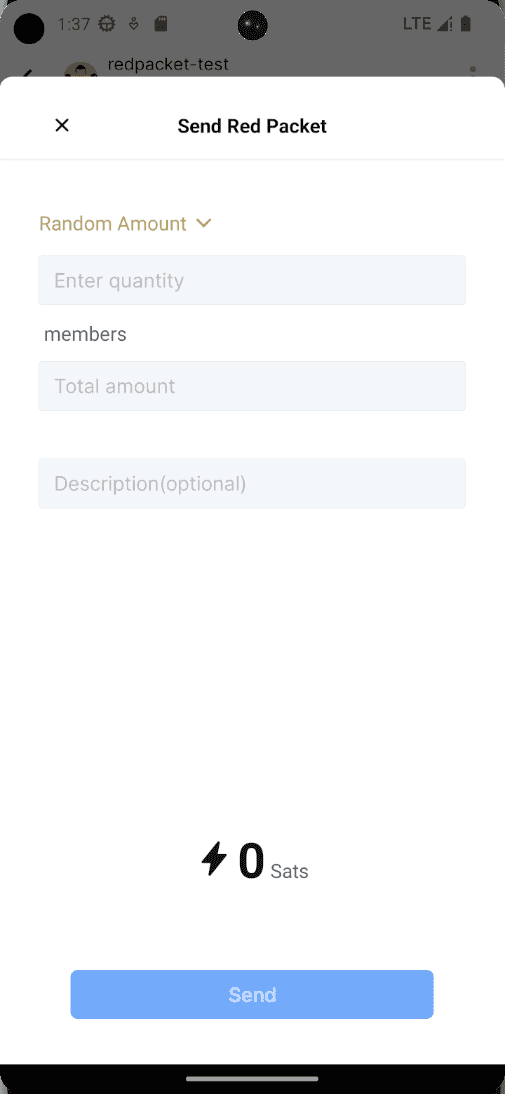 1:37
LTE
redpacket-test
Send Red Packet
Random Amount
Enter quantity
members
Total amount
Description(optional)
0 Sats
Send